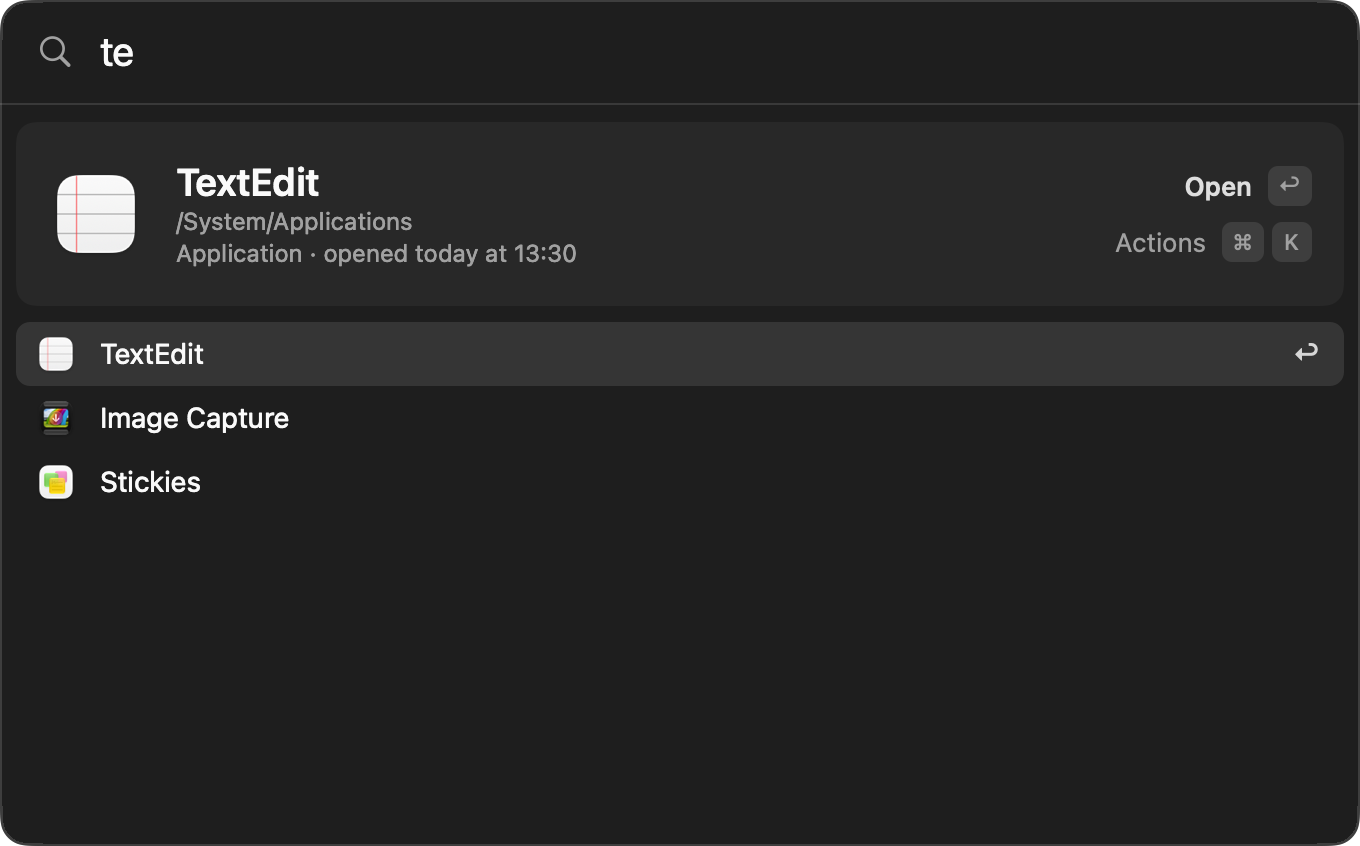 te
TextEdit
/System/Applications
Application · opened today at 13:30
Open ↩
Actions ⌘ K
TextEdit ↩
Image Capture
Stickies